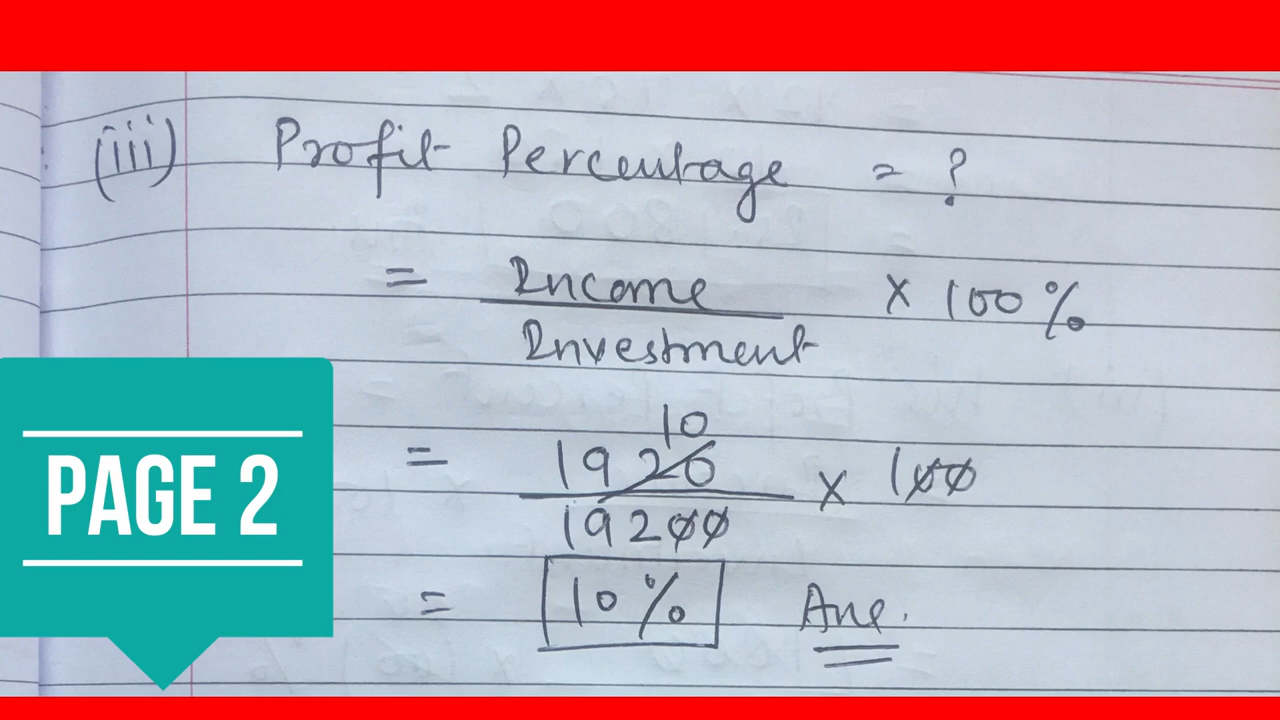 (iii) Profit Percentage = ?
= Income / Investment × 100%
10
= 1920 / 19200 × 100
= 10% Ans.
PAGE 2